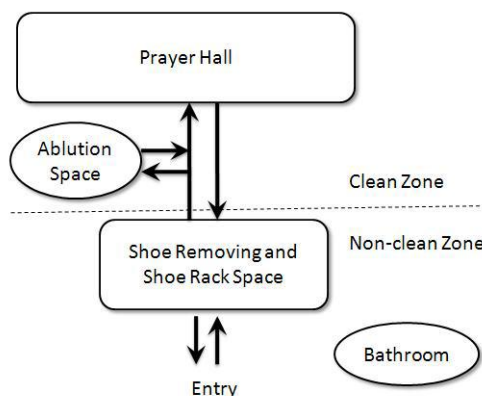 Prayer Hall
Ablution
Space
Clean Zone
Non-clean Zone
Shoe Removing and
Shoe Rack Space
Bathroom
Entry